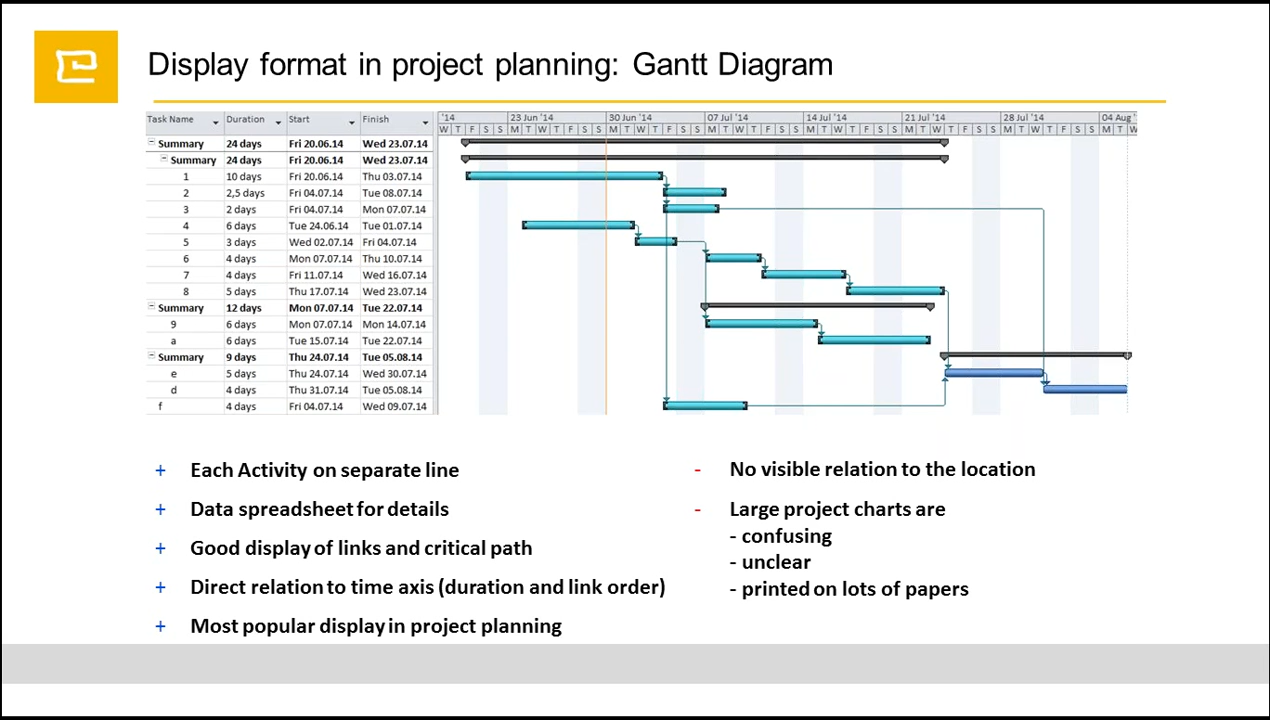 Display format in project planning: Gantt Diagram
Task Name Duration Start Finish '14 23 Jun '14 30 Jun '14 07 Jul '14 14 Jul '14 21 Jul '14 28 Jul '14 04 Aug '
W T F S S M T W T F S S M T W T F S S M T W T F S S M T W T F S S M T W T F S S M T W T F S S M T W
Summary 24 days Fri 20.06.14 Wed 23.07.14
Summary 24 days Fri 20.06.14 Wed 23.07.14
1 10 days Fri 20.06.14 Thu 03.07.14
2 2,5 days Fri 04.07.14 Tue 08.07.14
3 2 days Fri 04.07.14 Mon 07.07.14
4 6 days Tue 24.06.14 Tue 01.07.14
5 3 days Wed 02.07.14 Fri 04.07.14
6 4 days Mon 07.07.14 Thu 10.07.14
7 4 days Fri 11.07.14 Wed 16.07.14
8 5 days Thu 17.07.14 Wed 23.07.14
Summary 12 days Mon 07.07.14 Tue 22.07.14
9 6 days Mon 07.07.14 Mon 14.07.14
a 6 days Tue 15.07.14 Tue 22.07.14
Summary 9 days Thu 24.07.14 Tue 05.08.14
e 5 days Thu 24.07.14 Wed 30.07.14
d 4 days Thu 31.07.14 Tue 05.08.14
f 4 days Fri 04.07.14 Wed 09.07.14
+ Each Activity on separate line
+ Data spreadsheet for details
+ Good display of links and critical path
+ Direct relation to time axis (duration and link order)
+ Most popular display in project planning
- No visible relation to the location
- Large project charts are
- confusing
- unclear
- printed on lots of papers